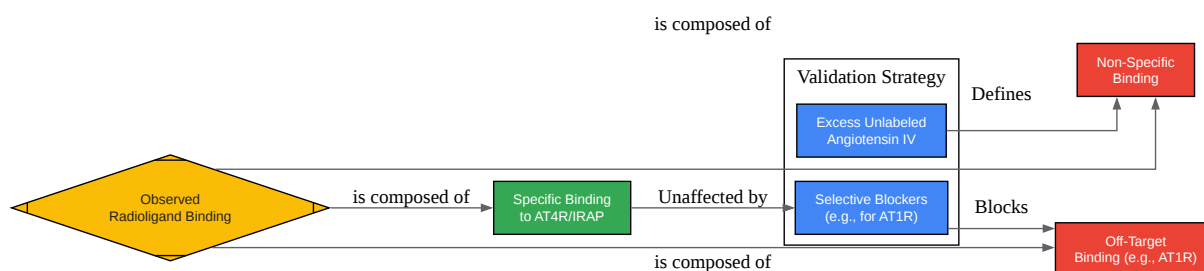 is composed of
Validation Strategy
Non-Specific
Binding
Defines
Excess Unlabeled
Angiotensin IV
Observed
Radioligand Binding
is composed of
Specific Binding
to AT4R/IRAP
Unaffected by
Selective Blockers
(e.g., for AT1R)
Blocks
Off-Target
Binding (e.g., AT1R)
is composed of